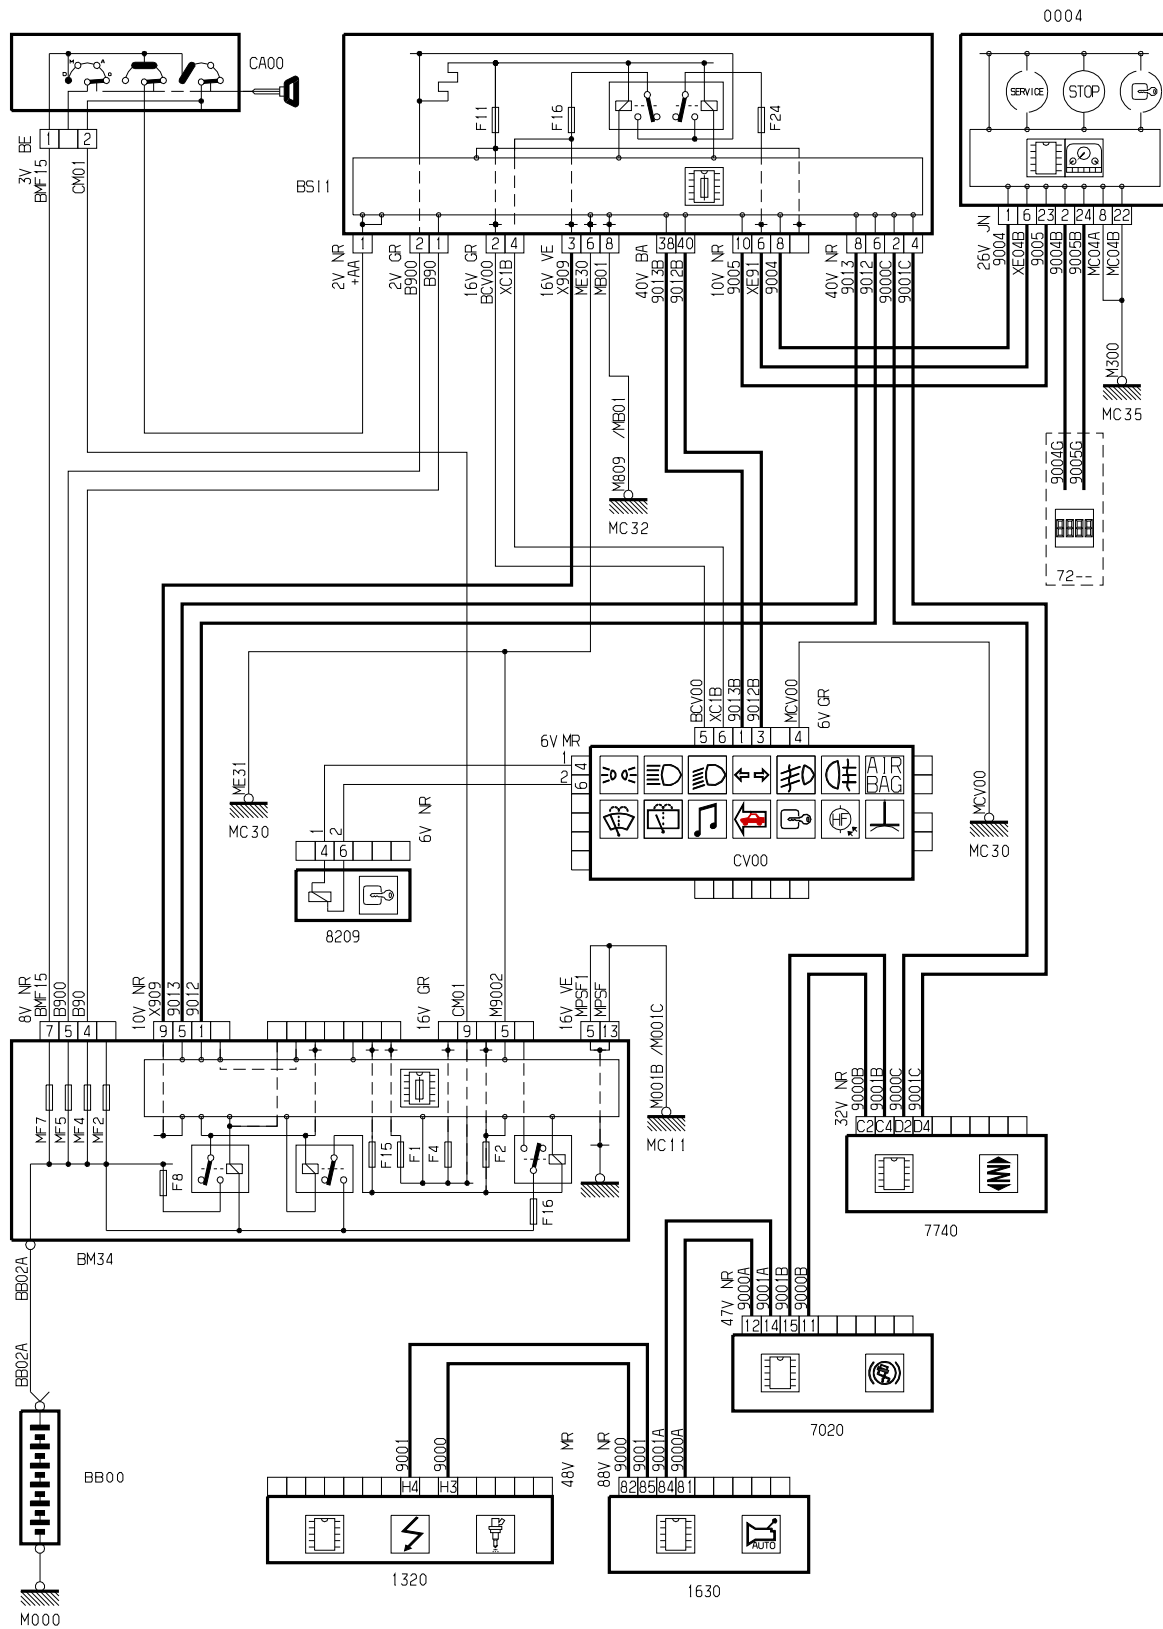 0004
CA00
M
A
D
G
SERVICE
STOP
F11
F16
F24
BSI1
1
2
3V BE
BMF15
CM01
1
2
1
2
4
3
6
8
38
40
10
6
8
8
6
2
4
1
6
23
2
24
8
22
2V NR
+AA
2V GR
B900
B90
16V GR
BCV00
XC1B
16V VE
X909
ME30
MB01
40V BA
9013B
9012B
10V NR
9005
XE91
9004
40V NR
9013
9012
9000C
9001C
26V JN
9004
XE04B
9005
9004B
9005B
MC04A
MC04B
M300
MC35
M809 /MB01
MC32
9004G
9005G
72--
BCV00
XC1B
9013B
9012B
MCV00
6V GR
5
6
1
3
4
6V MR
1
2
4
6
AIR
BAG
HF
CV00
ME31
MC30
MCV00
MC30
1
2
6V NR
4
6
8209
8V NR
BMF15
B900
B90
10V NR
X909
9013
9012
16V GR
CM01
M9002
16V VE
MPSF1
MPSF
7
5
4
9
5
1
9
5
5
13
M001B /M001C
MC11
MF7
MF5
MF4
MF2
F8
F15
F1
F4
F2
F16
BM34
32V NR
9000B
9001B
9000C
9001C
C2
C4
D2
D4
7740
BB02A
BB02A
47V NR
9000A
9001A
9001B
9000B
12
14
15
11
7020
BB00
9001
9000
48V MR
H4
H3
1320
88V NR
9000
9001
9001A
9000A
82
85
84
81
AUTO
1630
M000